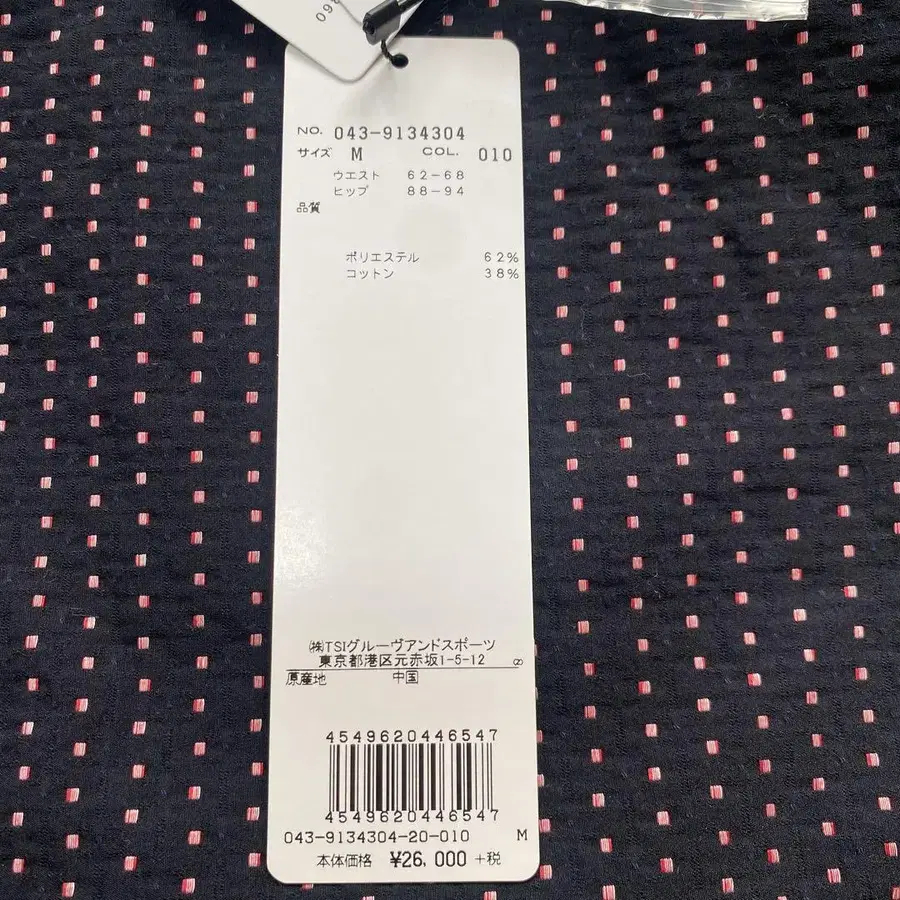 NO. 043-9134304
サイズ M COL. 010
ウエスト 62-68
ヒップ 88-94
品質
ポリエステル 62%
コットン 38%
㈱TSIグルーヴアンドスポーツ
東京都港区元赤坂1-5-12
原産地 中国
4549620446547
4549620446547
043-9134304-20-010 M
本体価格 ¥26,000 +税